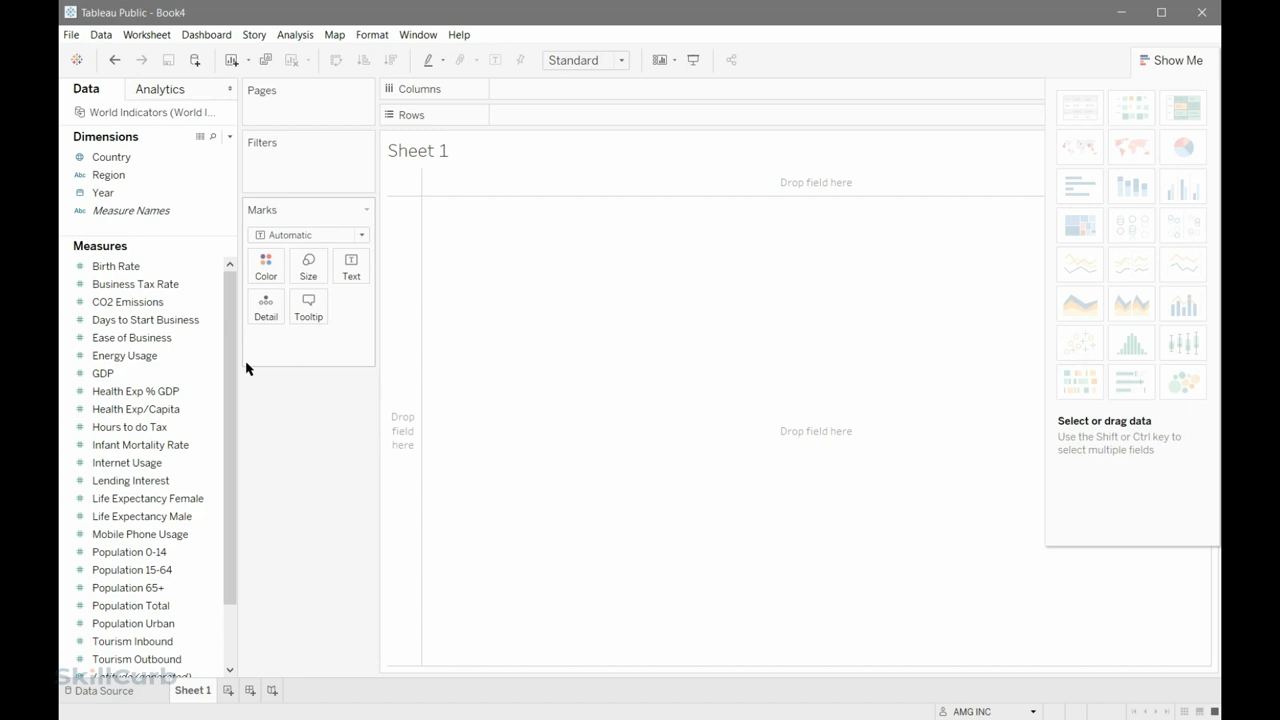 Tableau Public - Book4
File Data Worksheet Dashboard Story Analysis Map Format Window Help
Standard
Show Me
Data Analytics
World Indicators (World I...
Dimensions
Country
Abc Region
Year
Abc Measure Names
Measures
# Birth Rate
# Business Tax Rate
# CO2 Emissions
# Days to Start Business
# Ease of Business
# Energy Usage
# GDP
# Health Exp % GDP
# Health Exp/Capita
# Hours to do Tax
# Infant Mortality Rate
# Internet Usage
# Lending Interest
# Life Expectancy Female
# Life Expectancy Male
# Mobile Phone Usage
# Population 0-14
# Population 15-64
# Population 65+
# Population Total
# Population Urban
# Tourism Inbound
# Tourism Outbound
Latitude (generated)
SkillCurb
Pages
Filters
Marks
Automatic
Color Size Text
Detail Tooltip
Columns
Rows
Sheet 1
Drop field here
Drop
field
here
Drop field here
Select or drag data
Use the Shift or Ctrl key to
select multiple fields
Data Source Sheet 1
AMG INC